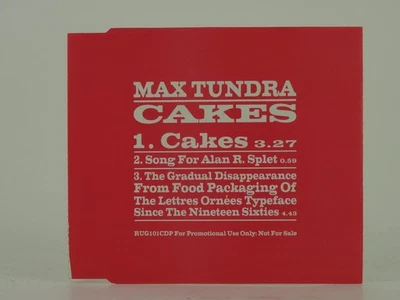 MAX TUNDRA
CAKES
1. Cakes 3.27
2. Song For Alan R. Splet 0.59
3. The Gradual Disappearance
From Food Packaging Of
The Lettres Ornées Typeface
Since The Nineteen Sixties 4.43
RUG101CDP For Promotional Use Only: Not For Sale